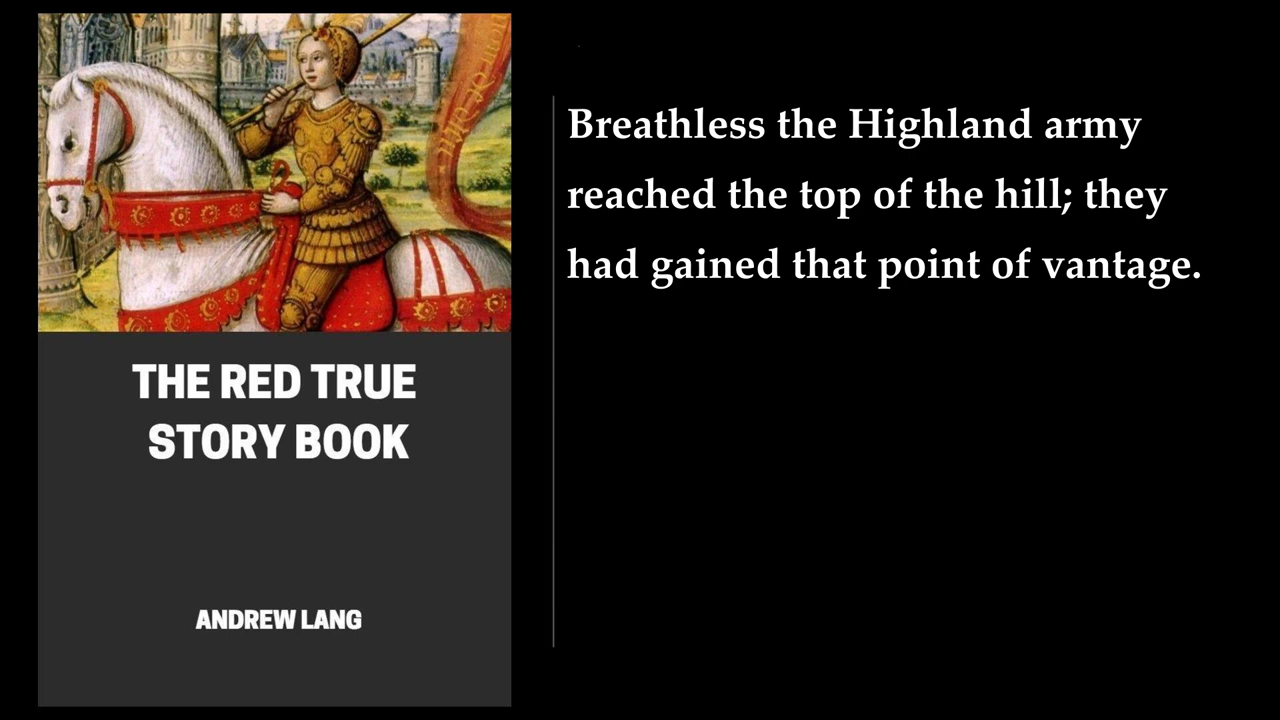 THE RED TRUE
STORY BOOK
ANDREW LANG
Breathless the Highland army
reached the top of the hill; they
had gained that point of vantage.